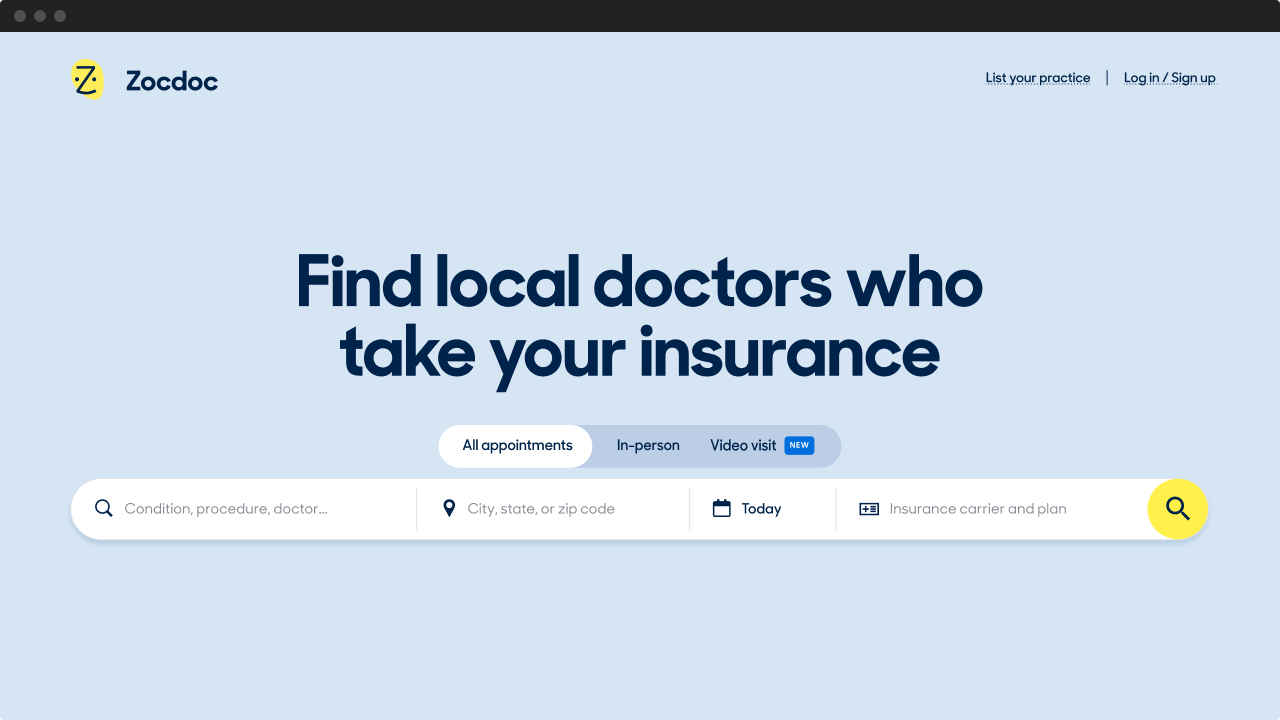 Zocdoc
List your practice | Log in / Sign up
Find local doctors who
take your insurance
All appointments In-person Video visit NEW
Condition, procedure, doctor... City, state, or zip code Today Insurance carrier and plan